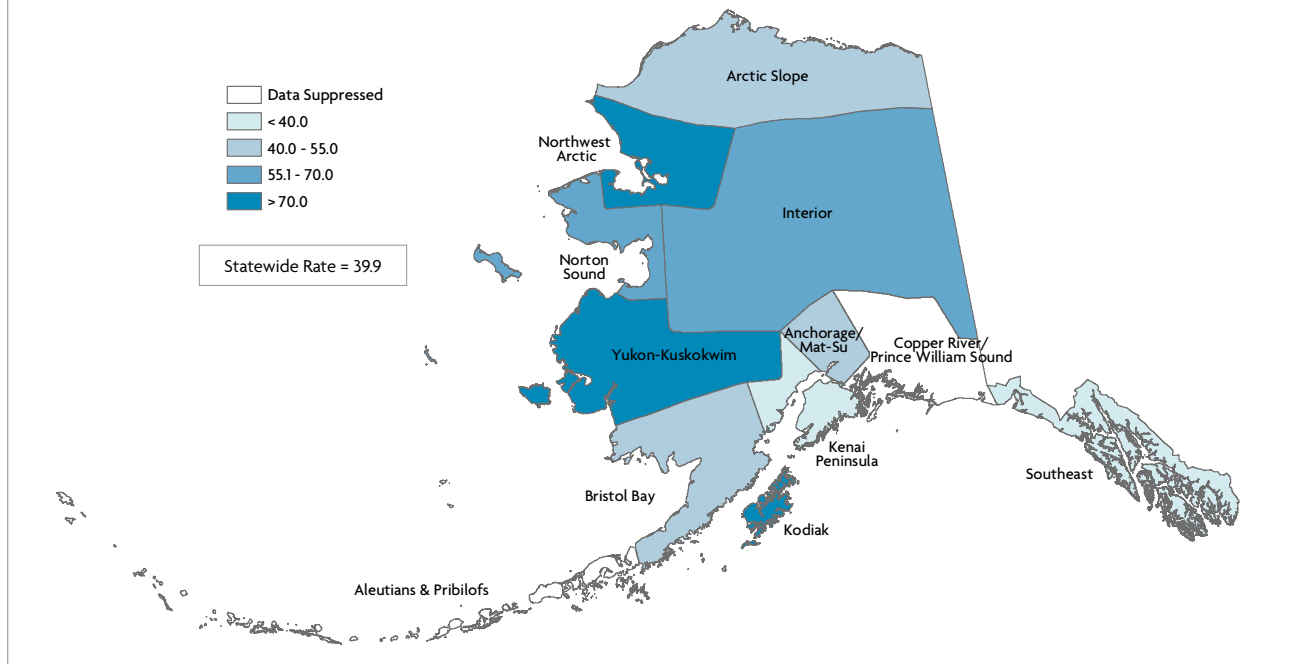 Data Suppressed
< 40.0
40.0 - 55.0
55.1 - 70.0
> 70.0
Statewide Rate = 39.9
Arctic Slope
Northwest
Arctic
Interior
Norton
Sound
Yukon-Kuskokwim
Anchorage/
Mat-Su
Copper River/
Prince William Sound
Kenai
Peninsula
Southeast
Bristol Bay
Kodiak
Aleutians & Pribilofs